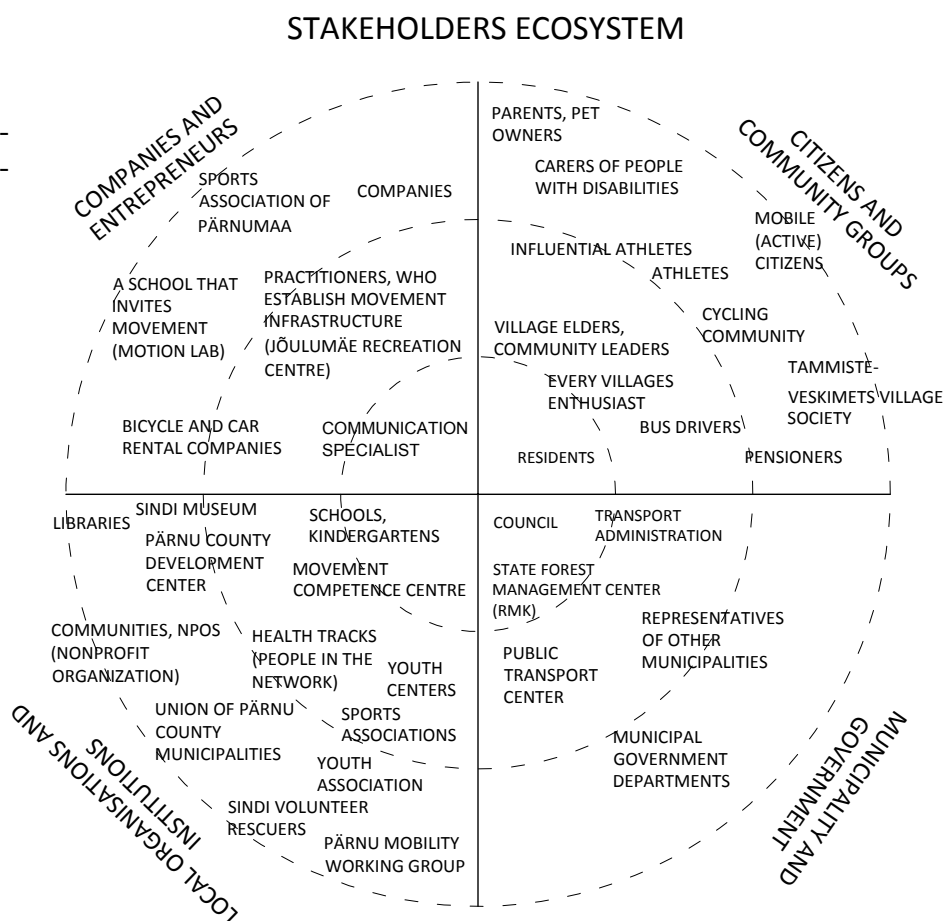 STAKEHOLDERS ECOSYSTEM
COMPANIES AND
ENTREPRENEURS
SPORTS
ASSOCIATION OF
PÄRNUMAA
COMPANIES
A SCHOOL THAT
INVITES
MOVEMENT
(MOTION LAB)
PRACTITIONERS, WHO
ESTABLISH MOVEMENT
INFRASTRUCTURE
(JÕULUMÄE RECREATION
CENTRE)
BICYCLE AND CAR
RENTAL COMPANIES
COMMUNICATION
SPECIALIST
CITIZENS AND
COMMUNITY GROUPS
PARENTS, PET
OWNERS
CARERS OF PEOPLE
WITH DISABILITIES
MOBILE
(ACTIVE)
CITIZENS
INFLUENTIAL ATHLETES
ATHLETES
CYCLING
COMMUNITY
VILLAGE ELDERS,
COMMUNITY LEADERS
TAMMISTE-
VESKIMETS VILLAGE
SOCIETY
EVERY VILLAGES
ENTHUSIAST
BUS DRIVERS
RESIDENTS
PENSIONERS
LIBRARIES
SINDI MUSEUM
PÄRNU COUNTY
DEVELOPMENT
CENTER
SCHOOLS,
KINDERGARTENS
MOVEMENT
COMPETENCE CENTRE
COMMUNITIES, NPOS
(NONPROFIT
ORGANIZATION)
HEALTH TRACKS
(PEOPLE IN THE
NETWORK)
YOUTH
CENTERS
UNION OF PÄRNU
COUNTY
MUNICIPALITIES
SPORTS
ASSOCIATIONS
YOUTH
ASSOCIATION
SINDI VOLUNTEER
RESCUERS
PÄRNU MOBILITY
WORKING GROUP
LOCAL ORGANISATIONS AND
INSTITUTIONS
COUNCIL
TRANSPORT
ADMINISTRATION
STATE FOREST
MANAGEMENT CENTER
(RMK)
REPRESENTATIVES
OF OTHER
MUNICIPALITIES
PUBLIC
TRANSPORT
CENTER
MUNICIPAL
GOVERNMENT
DEPARTMENTS
MUNICIPALITY AND
GOVERNMENT